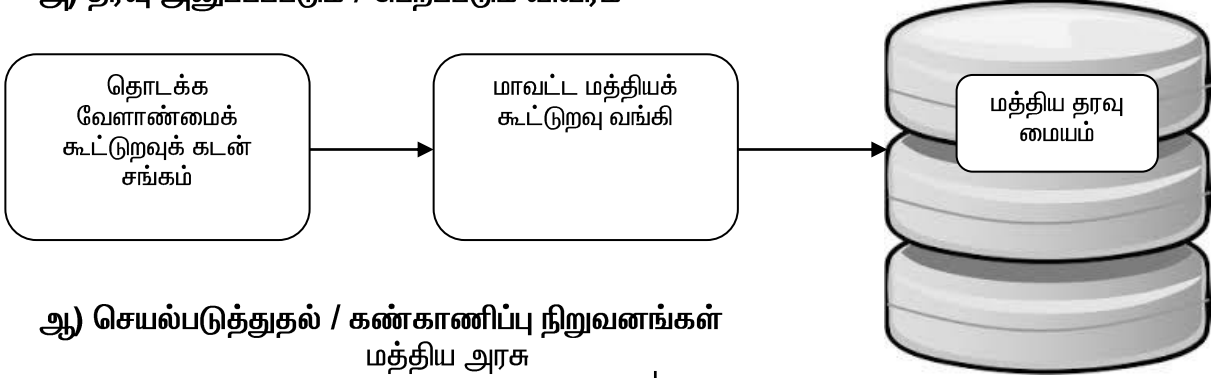 தொடக்க
வேளாண்மைக்
கூட்டுறவுக் கடன்
சங்கம்
மாவட்ட மத்தியக்
கூட்டுறவு வங்கி
மத்திய தரவு
மையம்
ஆ) செயல்படுத்துதல் / கண்காணிப்பு நிறுவனங்கள்
மத்திய அரசு